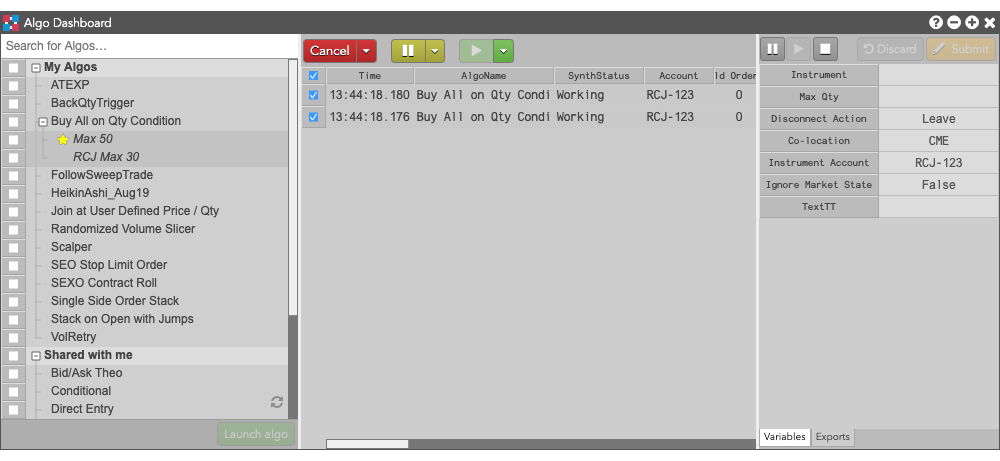 Algo Dashboard
Search for Algos...
My Algos
ATEXP
BackQtyTrigger
Buy All on Qty Condition
Max 50
RCJ Max 30
FollowSweepTrade
HeikinAshi_Aug19
Join at User Defined Price / Qty
Randomized Volume Slicer
Scalper
SEO Stop Limit Order
SEXO Contract Roll
Single Side Order Stack
Stack on Open with Jumps
VolRetry
Shared with me
Bid/Ask Theo
Conditional
Direct Entry
Launch algo
Cancel
Time AlgoName SynthStatus Account ld Order
13:44:18.180 Buy All on Qty Condi Working RCJ-123 0
13:44:18.176 Buy All on Qty Condi Working RCJ-123 0
Discard Submit
Instrument
Max Qty
Disconnect Action Leave
Co-location CME
Instrument Account RCJ-123
Ignore Market State False
TextTT
Variables Exports